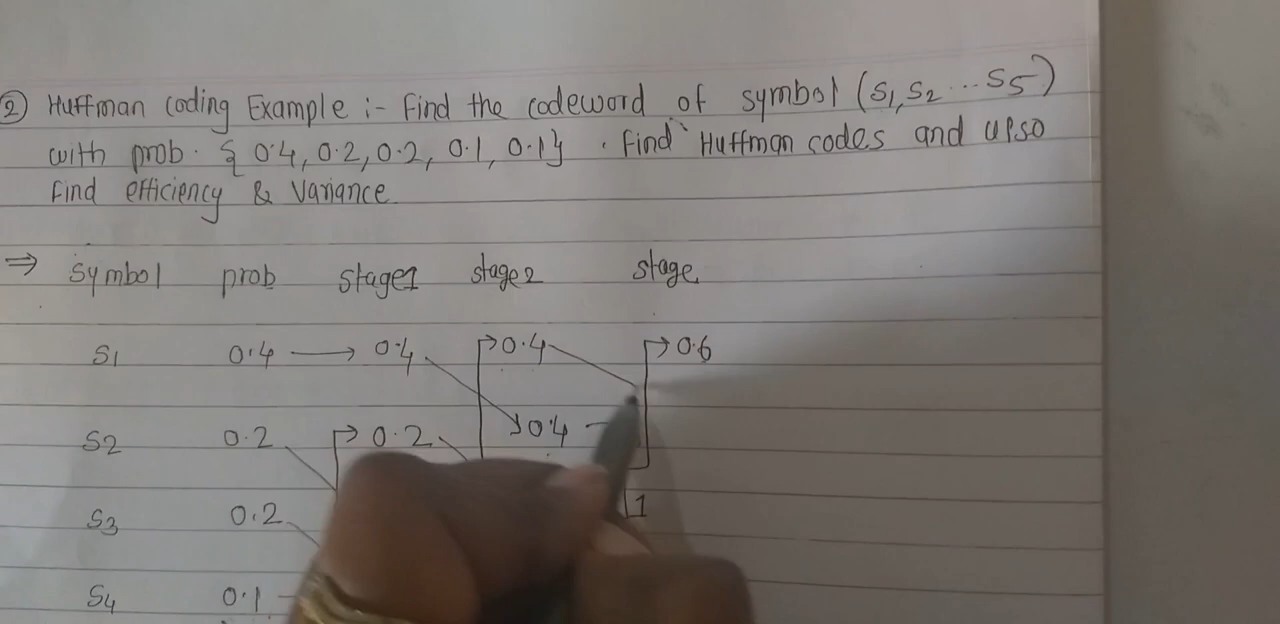 ② Huffman Coding Example :- Find the codeword of symbol (S1, S2 ... S5)
with prob. { 0.4, 0.2, 0.2, 0.1, 0.1} . Find Huffman codes and also
find efficiency & Variance
⇒ Symbol prob stage1 stage2 stage
S1 0.4 → 0.4 0.4 0.6
S2 0.2 0.2 0.4
S3 0.2 1
S4 0.1